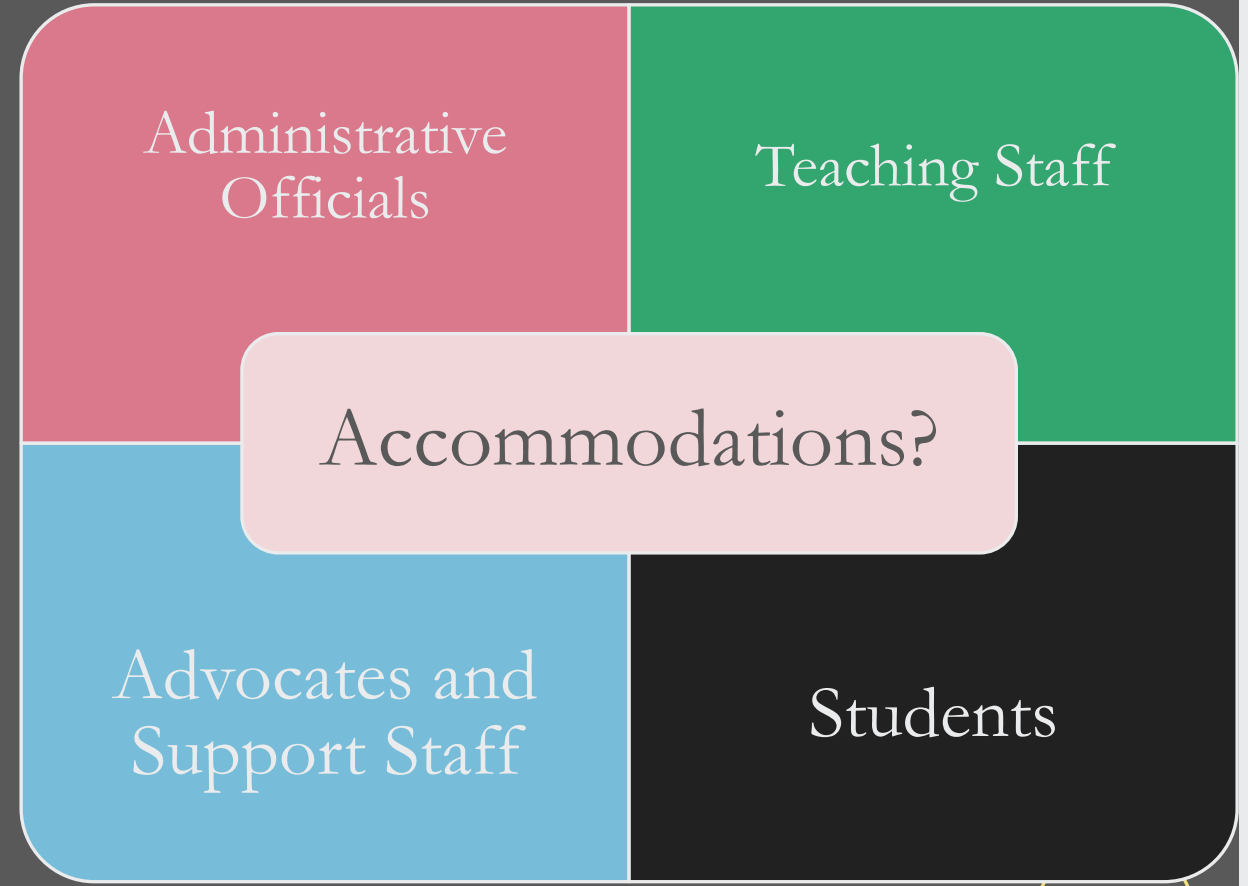 Administrative
Officials
Teaching Staff
Accommodations?
Advocates and
Support Staff
Students